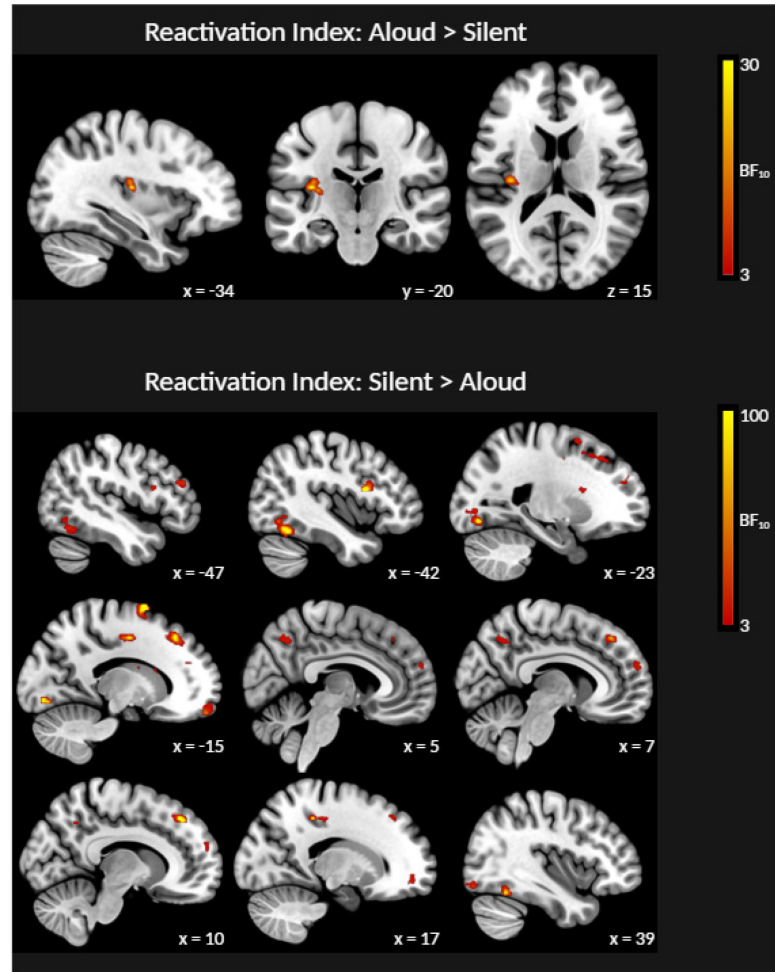 Reactivation Index: Aloud > Silent
30
BF₁₀
3
x = -34
y = -20
z = 15
Reactivation Index: Silent > Aloud
100
BF₁₀
3
x = -47
x = -42
x = -23
x = -15
x = 5
x = 7
x = 10
x = 17
x = 39